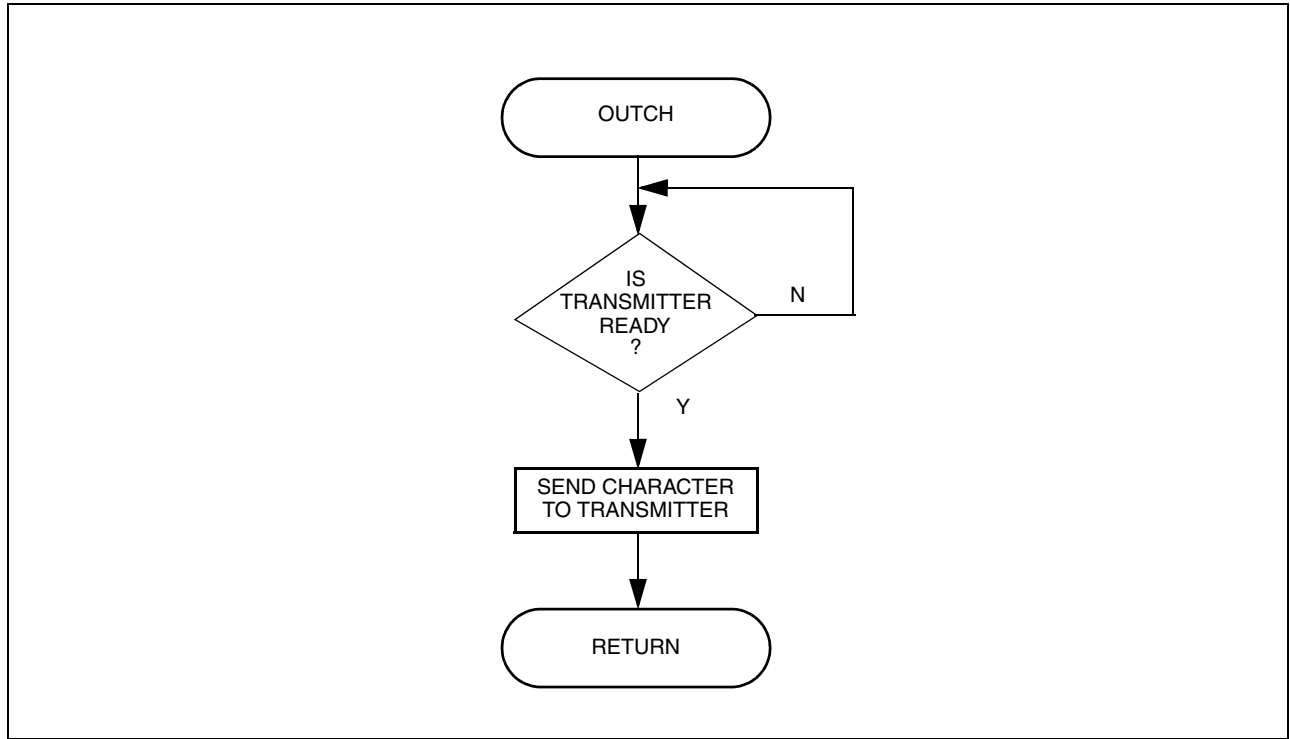 OUTCH
IS
TRANSMITTER
READY
?
N
Y
SEND CHARACTER
TO TRANSMITTER
RETURN